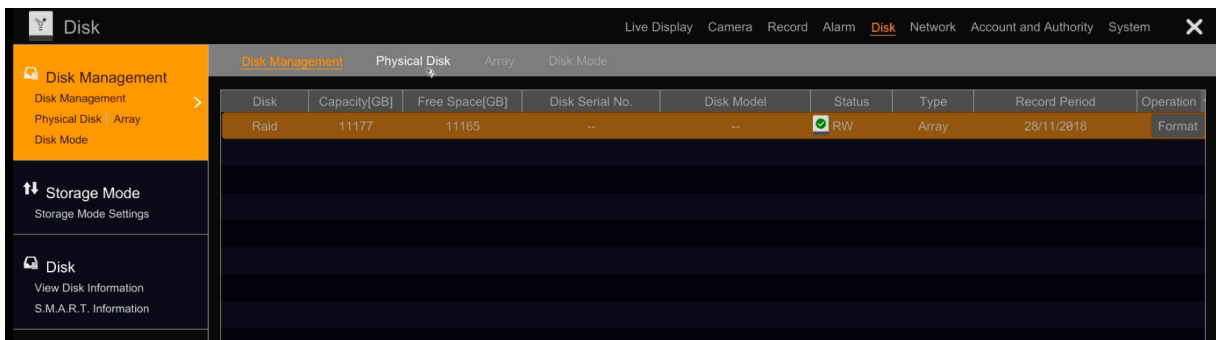 Disk
Live Display Camera Record Alarm Disk Network Account and Authority System
Disk Management
Disk Management
Physical Disk Array
Disk Mode
Storage Mode
Storage Mode Settings
Disk
View Disk Information
S.M.A.R.T. Information
Disk Management Physical Disk Array Disk Mode
Disk Capacity[GB] Free Space[GB] Disk Serial No. Disk Model Status Type Record Period Operation
Raid 11177 11165 -- -- RW Array 28/11/2018 Format